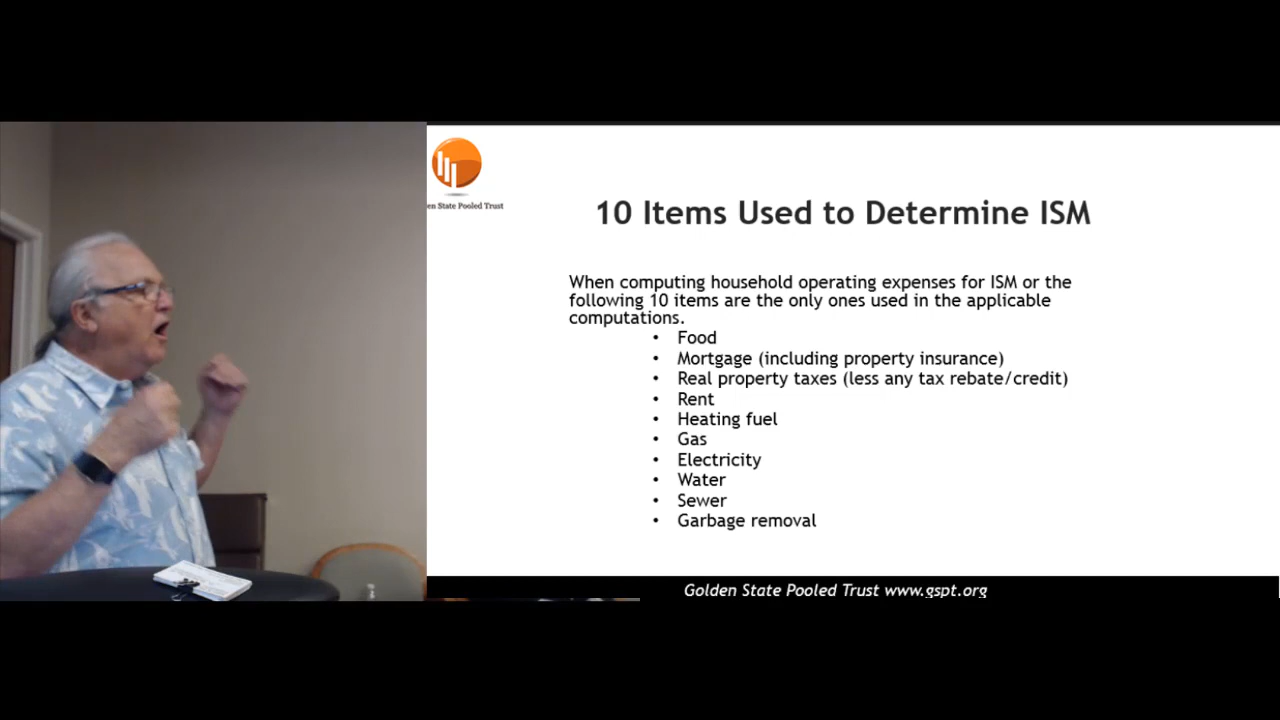 en State Pooled Trust
10 Items Used to Determine ISM
When computing household operating expenses for ISM or the
following 10 items are the only ones used in the applicable
computations.
• Food
• Mortgage (including property insurance)
• Real property taxes (less any tax rebate/credit)
• Rent
• Heating fuel
• Gas
• Electricity
• Water
• Sewer
• Garbage removal
Golden State Pooled Trust www.gspt.org